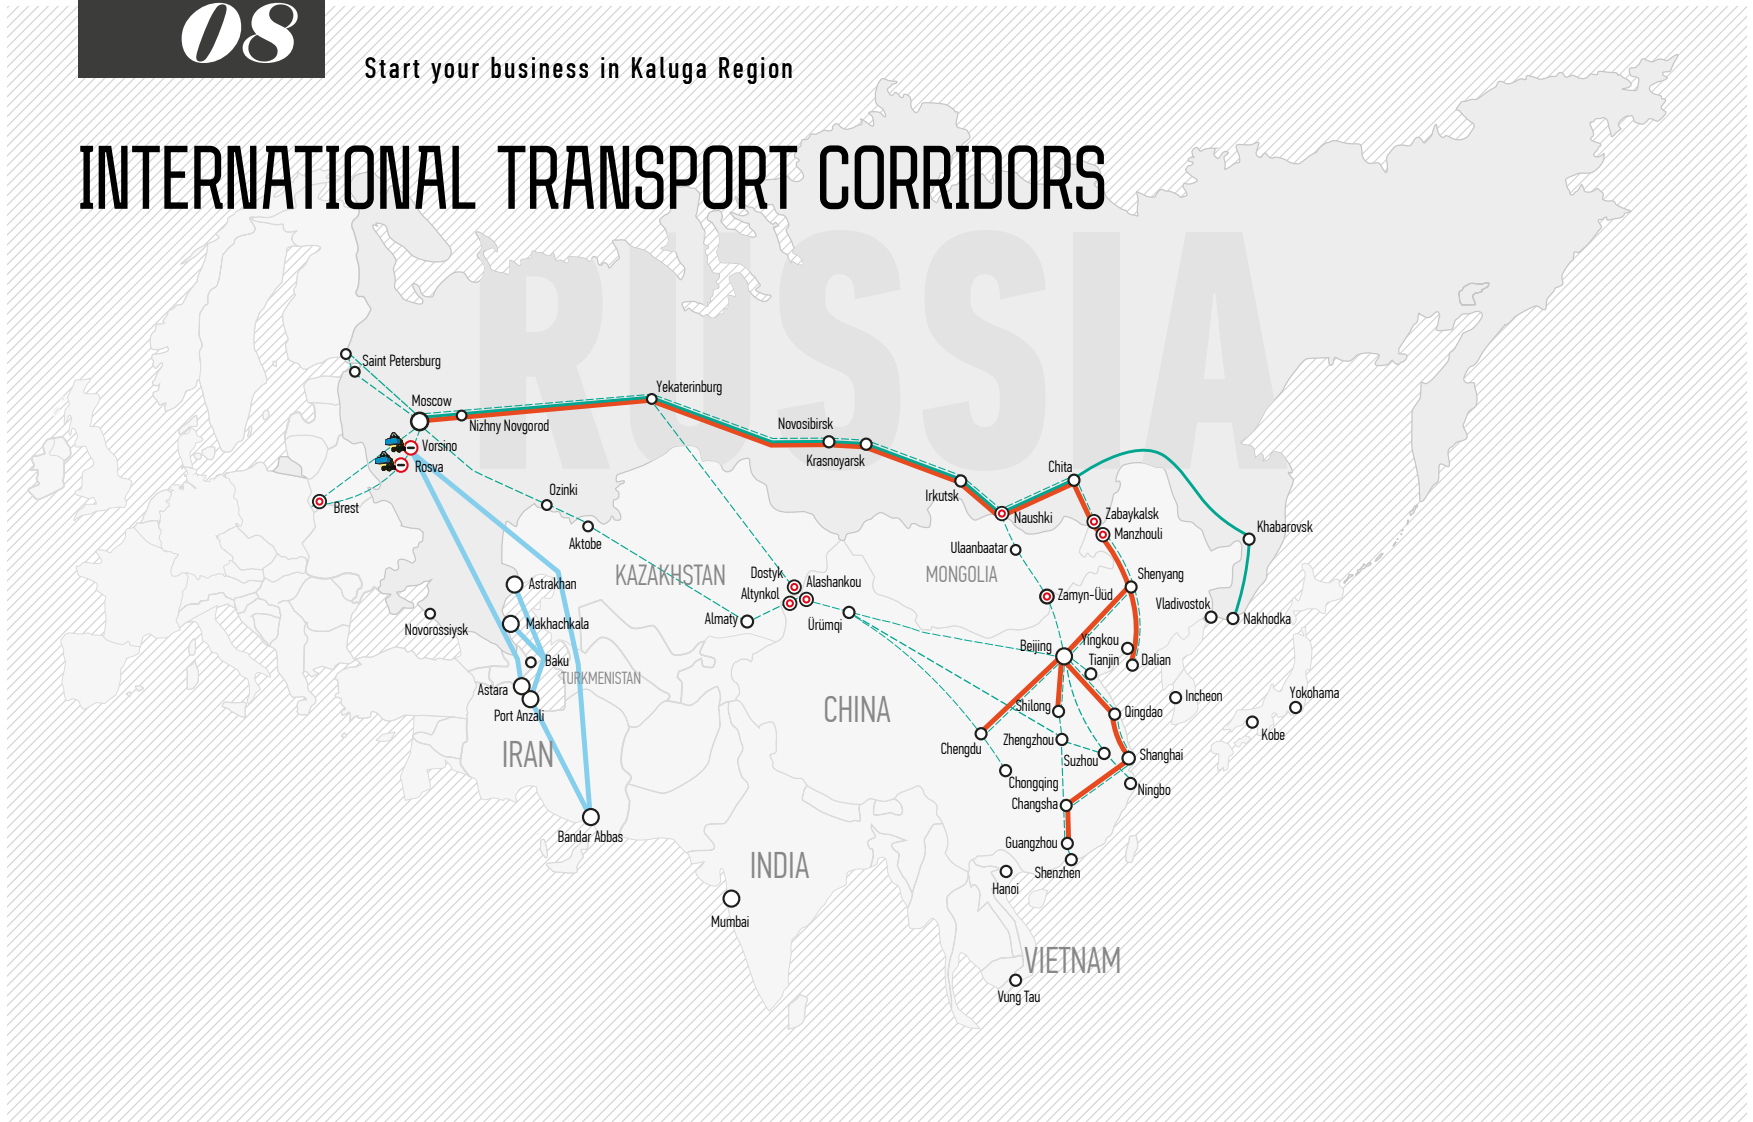 08
Start your business in Kaluga Region
INTERNATIONAL TRANSPORT CORRIDORS
RUSSIA
Saint Petersburg
Yekaterinburg
Moscow
Nizhny Novgorod
Novosibirsk
Vorsino
Krasnoyarsk
Rosva
Chita
Ozinki
Irkutsk
Brest
Naushki
Zabaykalsk
Khabarovsk
Manzhouli
Aktobe
Ulaanbaatar
KAZAKHSTAN
Dostyk
MONGOLIA
Shenyang
Astrakhan
Alashankou
Altynkol
Zamyn-Üüd
Vladivostok
Almaty
Nakhodka
Makhachkala
Ürümqi
Novorossiysk
Yingkou
Beijing
Baku
Tianjin
Dalian
TURKMENISTAN
Astara
Incheon
Yokohama
Shilong
CHINA
Qingdao
Port Anzali
Kobe
Zhengzhou
Chengdu
IRAN
Shanghai
Suzhou
Chongqing
Ningbo
Changsha
Bandar Abbas
Guangzhou
INDIA
Shenzhen
Hanoi
Mumbai
VIETNAM
Vung Tau